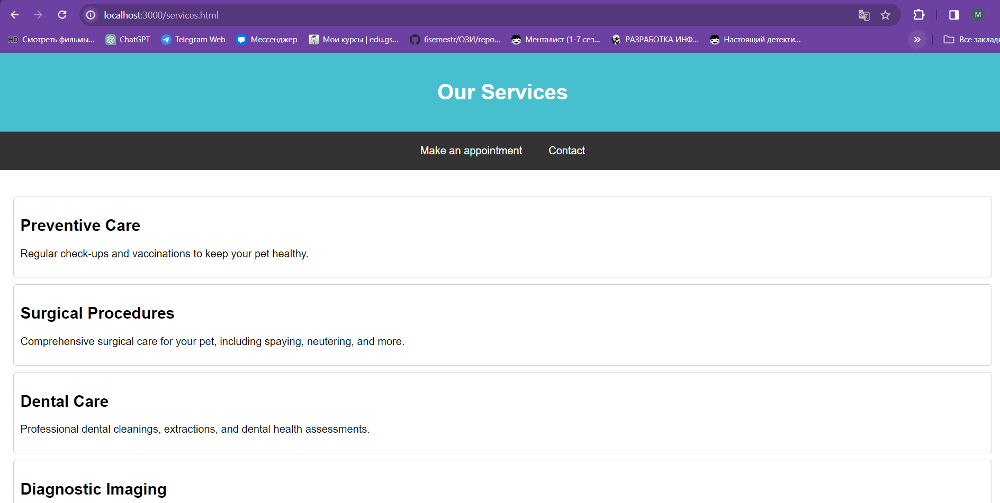 localhost:3000/services.html
M
HD Смотреть фильмы... ChatGPT Telegram Web Мессенджер Мои курсы | edu.gs... 6semestr/ОЗИ/repo... Менталист (1-7 сез... РАЗРАБОТКА ИНФ... Настоящий детекти... Все заклад
Our Services
Make an appointment Contact
Preventive Care
Regular check-ups and vaccinations to keep your pet healthy.
Surgical Procedures
Comprehensive surgical care for your pet, including spaying, neutering, and more.
Dental Care
Professional dental cleanings, extractions, and dental health assessments.
Diagnostic Imaging